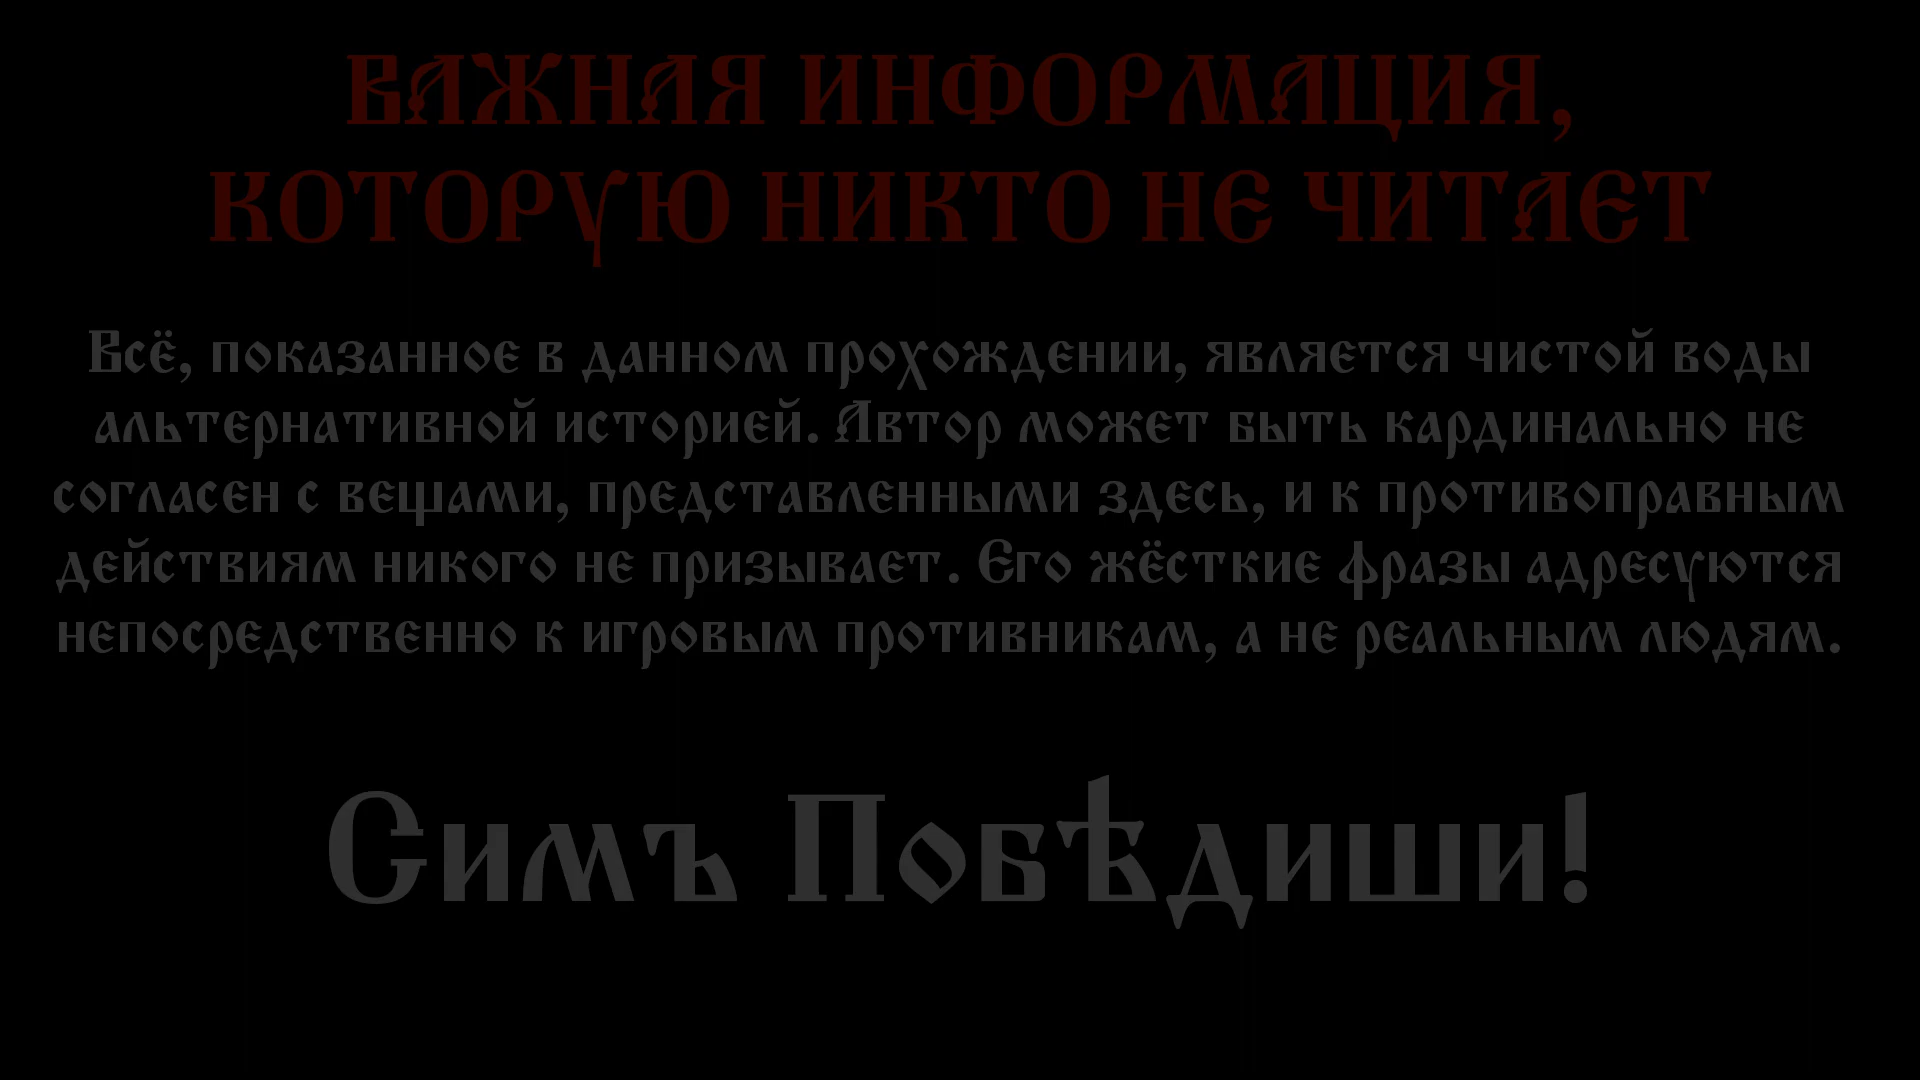 ВАЖНАЯ ИНФОРМАЦИЯ,
КОТОРУЮ НИКТО НЕ ЧИТАЕТ
Всё, показанное в данном прохождении, является чистой воды
альтернативной историей. Автор может быть кардинально не
согласен с вещами, представленными здесь, и к противоправным
действиям никого не призывает. Его жёсткие фразы адресуются
непосредственно к игровым противникам, а не реальным людям.
Симъ Побѣдиши!